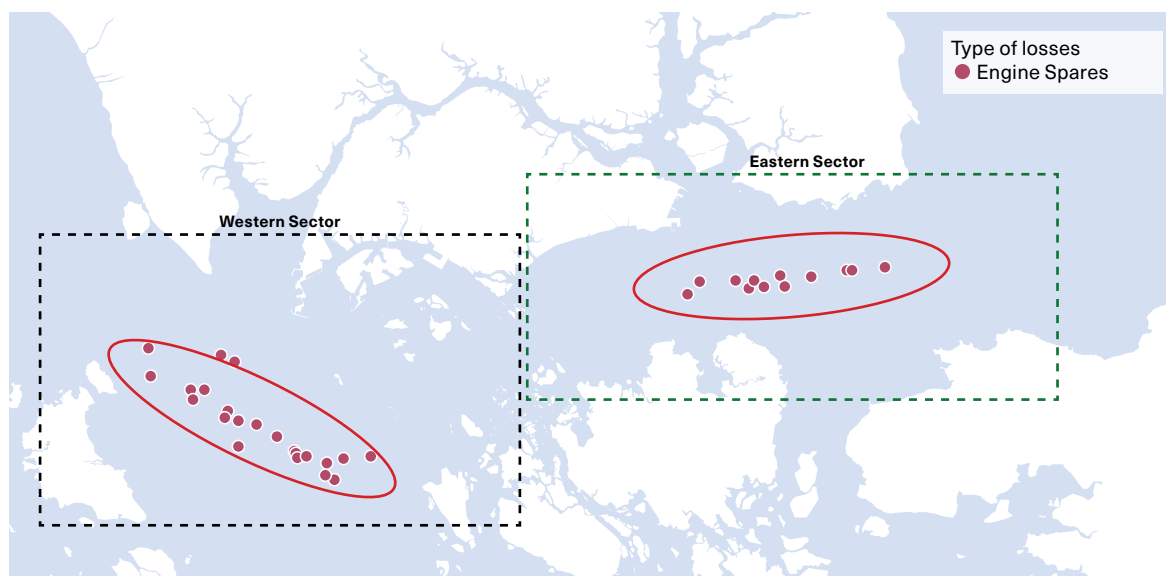 Type of losses
Engine Spares
Eastern Sector
Western Sector